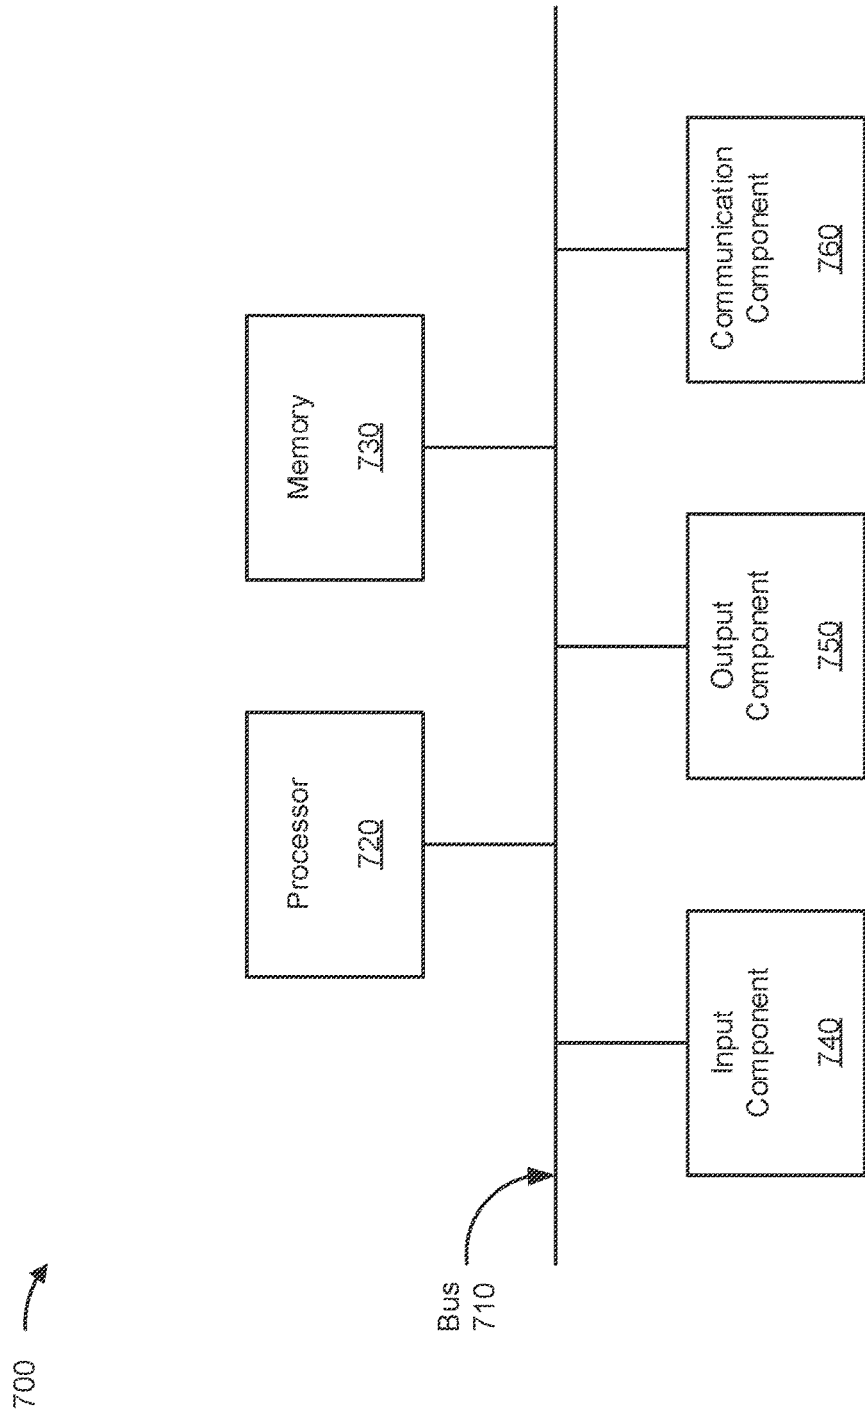 700
Bus
710
Processor
720
Memory
730
Input
Component
740
Output
Component
750
Communication
Component
760